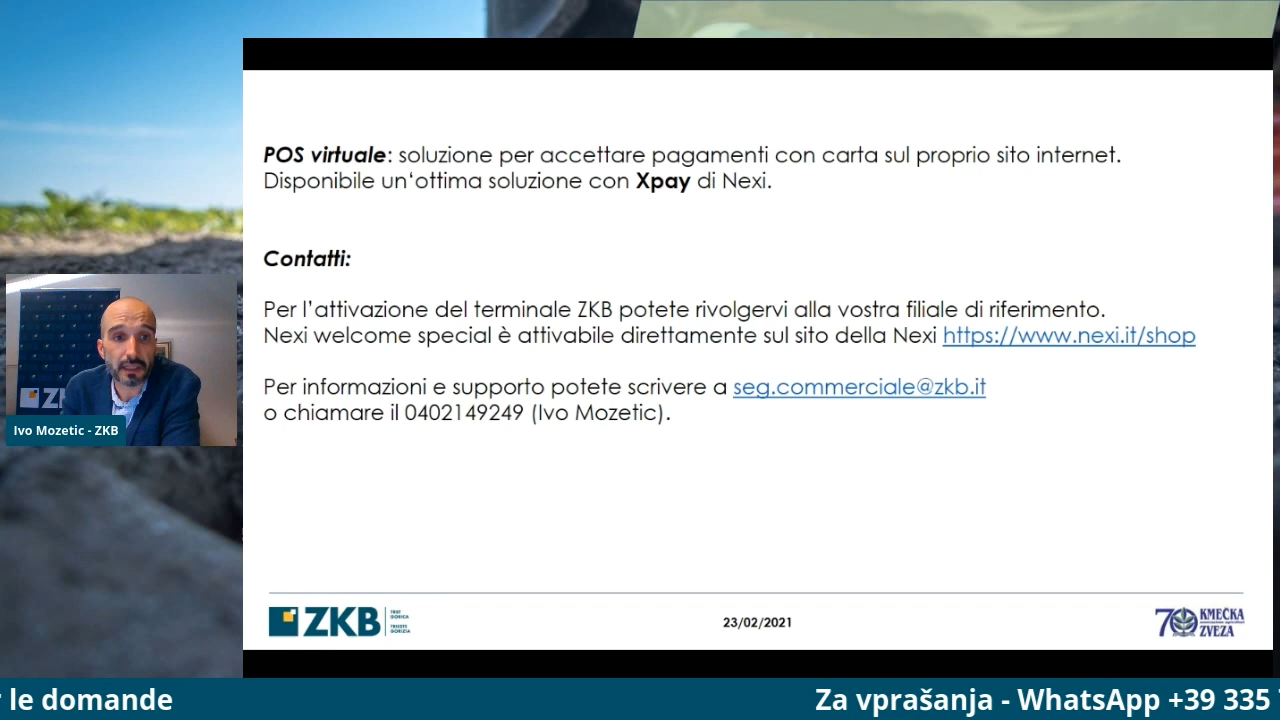 POS virtuale: soluzione per accettare pagamenti con carta sul proprio sito internet.
Disponibile un‘ottima soluzione con Xpay di Nexi.
Contatti:
Per l’attivazione del terminale ZKB potete rivolgervi alla vostra filiale di riferimento.
Nexi welcome special è attivabile direttamente sul sito della Nexi https://www.nexi.it/shop
Per informazioni e supporto potete scrivere a seg.commerciale@zkb.it
o chiamare il 0402149249 (Ivo Mozetic).
Ivo Mozetic - ZKB
ZKB
TRST
GORICA
TRIESTE
GORIZIA
23/02/2021
70 KMEČKA
ZVEZA
le domande
Za vprašanja - WhatsApp +39 335